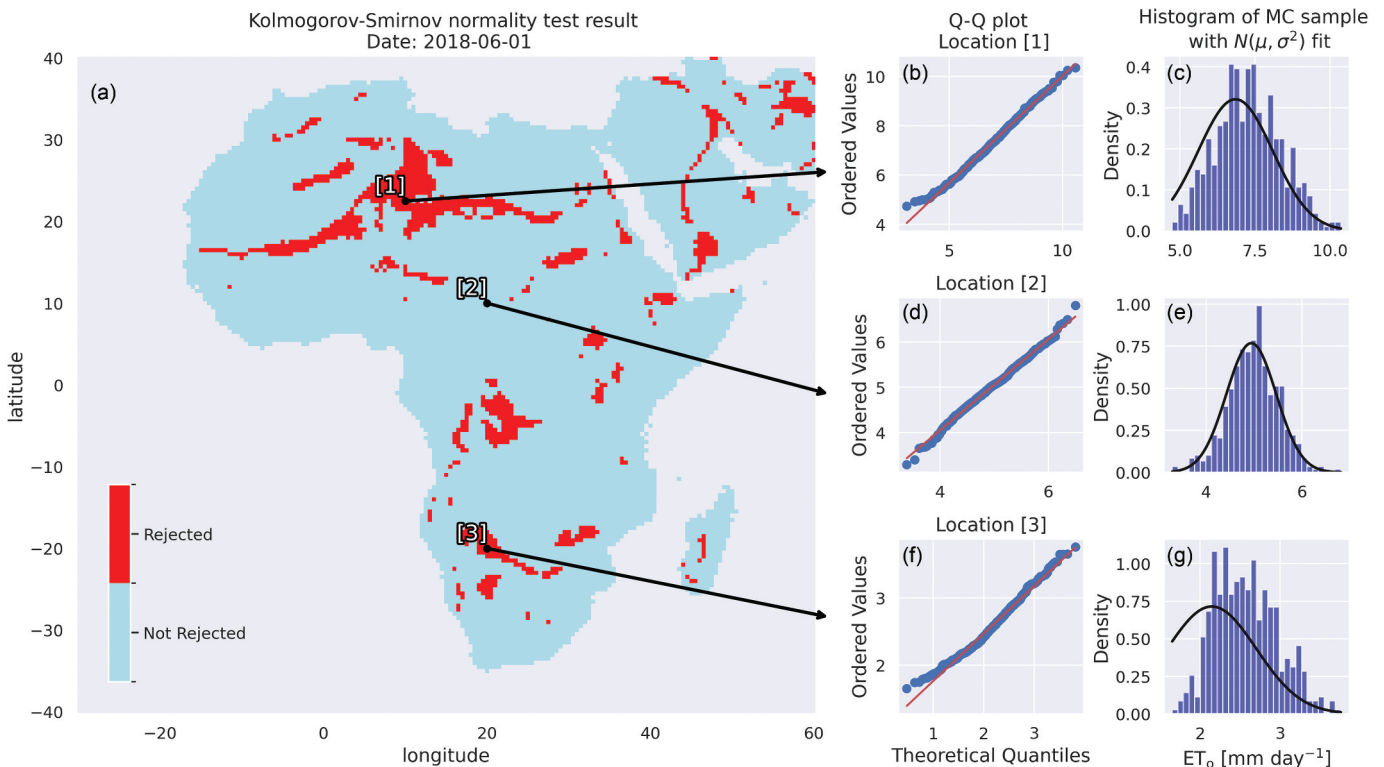 Kolmogorov-Smirnov normality test result
Date: 2018-06-01
(a)
40
30
20
10
0
−10
−20
−30
−40
latitude
−20
0
20
40
60
longitude
[1]
[2]
[3]
Rejected
Not Rejected
Q-Q plot
Location [1]
(b)
Ordered Values
10
8
6
4
5
10
Histogram of MC sample
with N(μ, σ²) fit
(c)
Density
0.4
0.3
0.2
0.1
0.0
5.0
7.5
10.0
Location [2]
(d)
Ordered Values
6
5
4
4
6
(e)
Density
1.00
0.75
0.50
0.25
0.00
4
6
Location [3]
(f)
Ordered Values
3
2
1
2
3
Theoretical Quantiles
(g)
Density
1.00
0.75
0.50
0.25
0.00
2
3
ETₒ [mm day⁻¹]